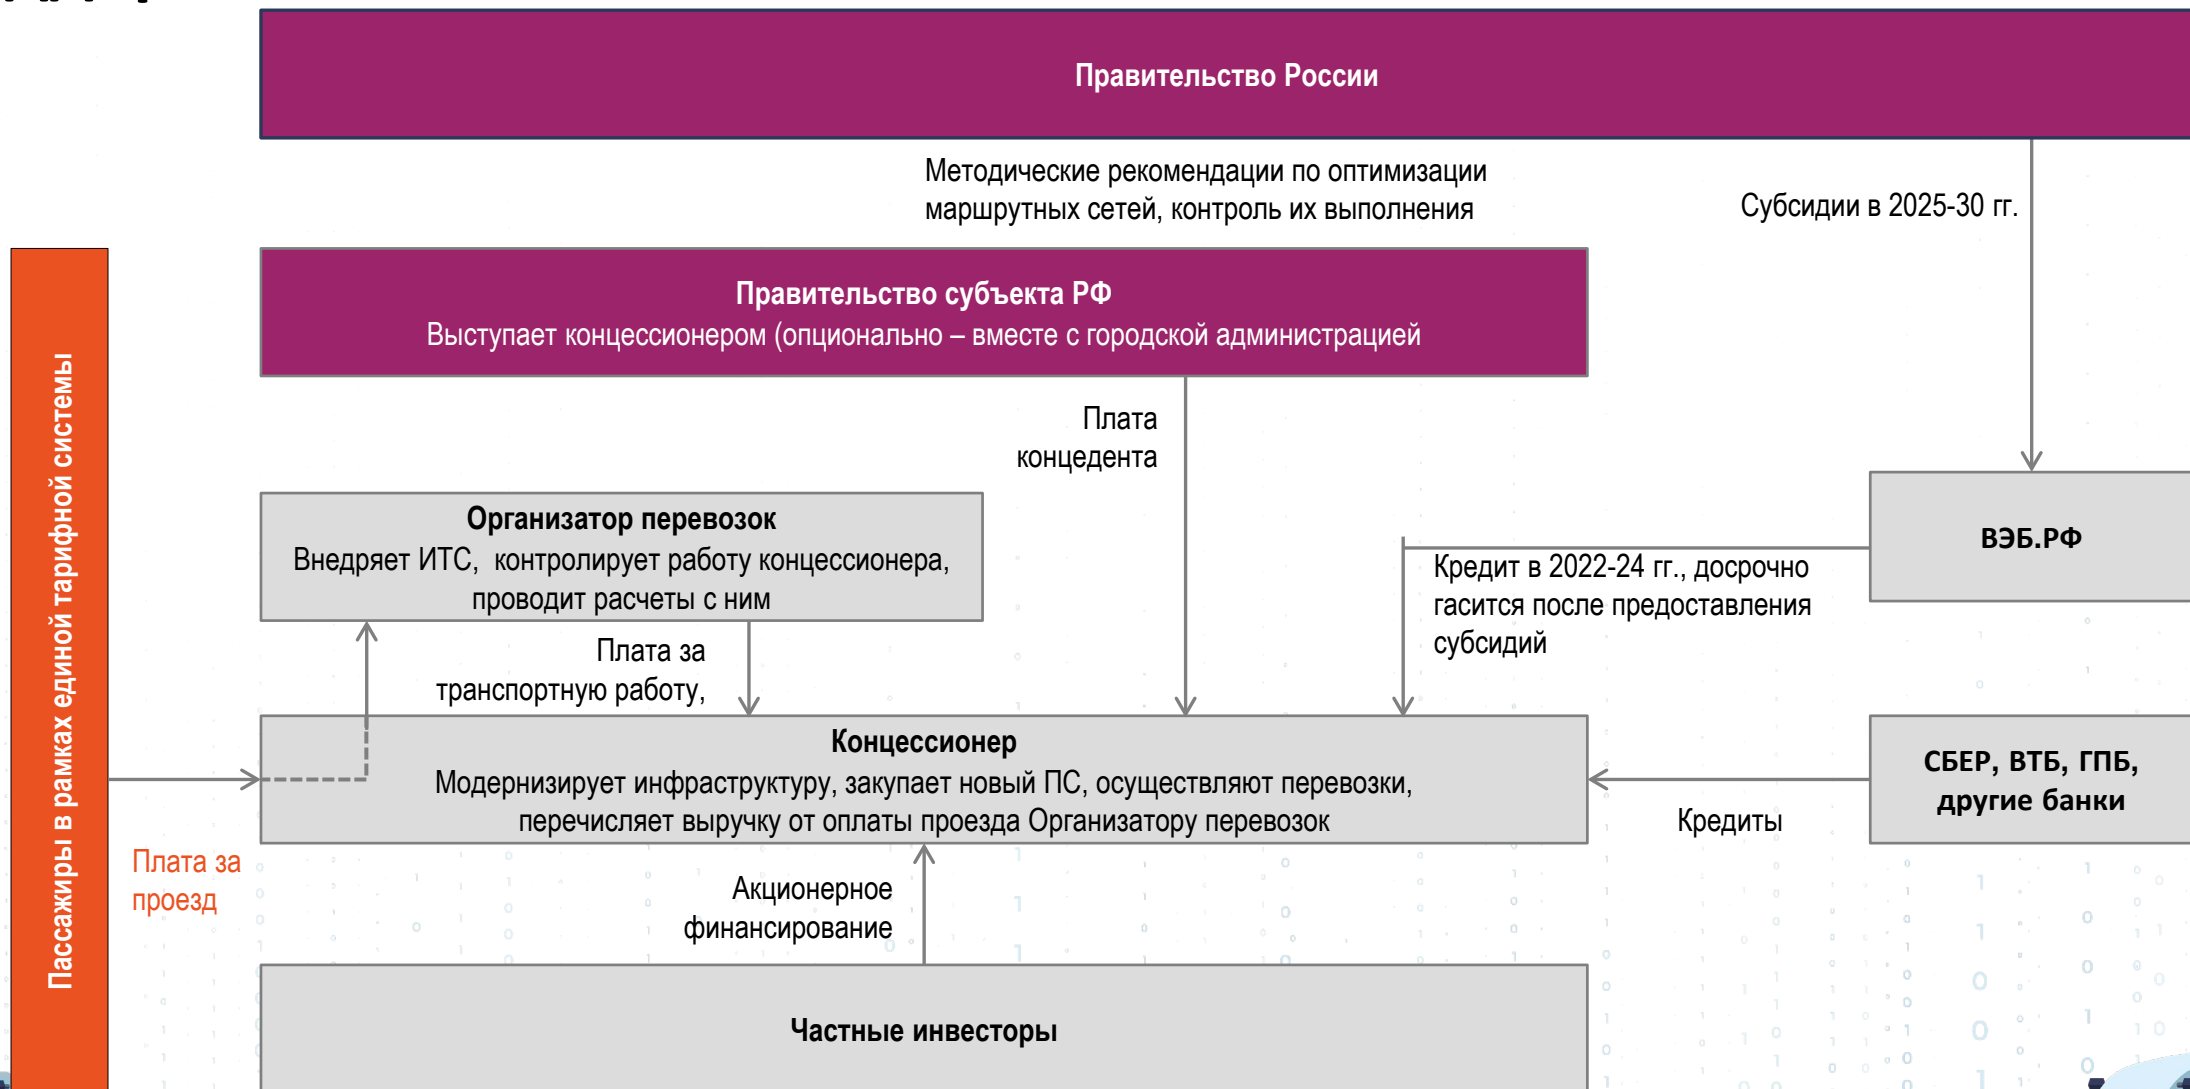 Правительство России
Методические рекомендации по оптимизации
маршрутных сетей, контроль их выполнения
Субсидии в 2025-30 гг.
Правительство субъекта РФ
Выступает концессионером (опционально – вместе с городской администрацией
Пассажиры в рамках единой тарифной системы
Плата
концедента
Организатор перевозок
Внедряет ИТС, контролирует работу концессионера,
проводит расчеты с ним
ВЭБ.РФ
Кредит в 2022-24 гг., досрочно
гасится после предоставления
субсидий
Плата за
транспортную работу,
Концессионер
Модернизирует инфраструктуру, закупает новый ПС, осуществляют перевозки,
перечисляет выручку от оплаты проезда Организатору перевозок
СБЕР, ВТБ, ГПБ,
другие банки
Кредиты
Плата за
проезд
Акционерное
финансирование
Частные инвесторы